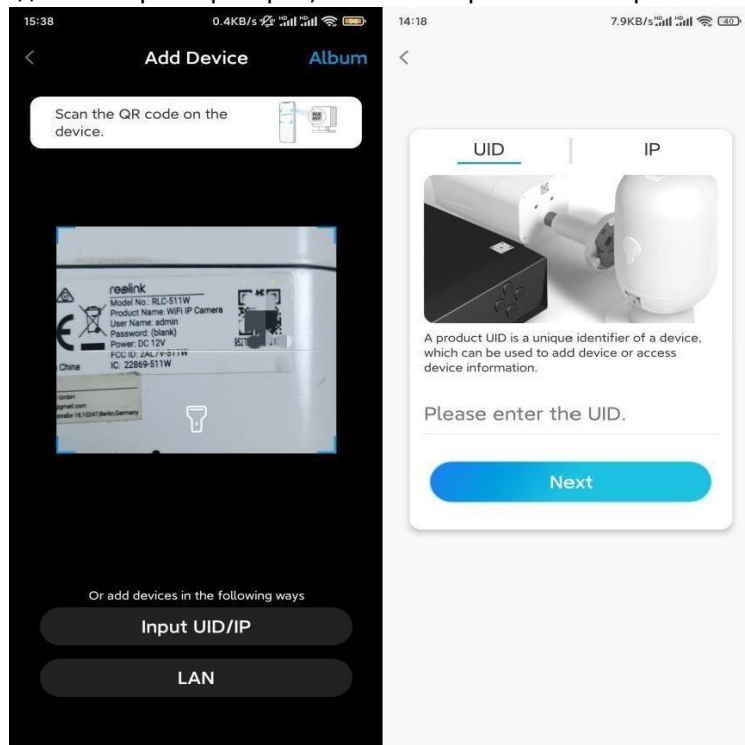 15:38
0.4KB/s
Add Device
Album
Scan the QR code on the
device.
reolink
Model No.: RLC-511W
Product Name: WiFi IP Camera
User Name: admin
Password: (blank)
Power: DC 12V
FCC ID: 2AL7V-511W
IC: 22869-511W
China
GmbH
Berlin, Germany
Or add devices in the following ways
Input UID/IP
LAN
14:18
7.9KB/s
40
UID
IP
A product UID is a unique identifier of a device,
which can be used to add device or access
device information.
Please enter the UID.
Next